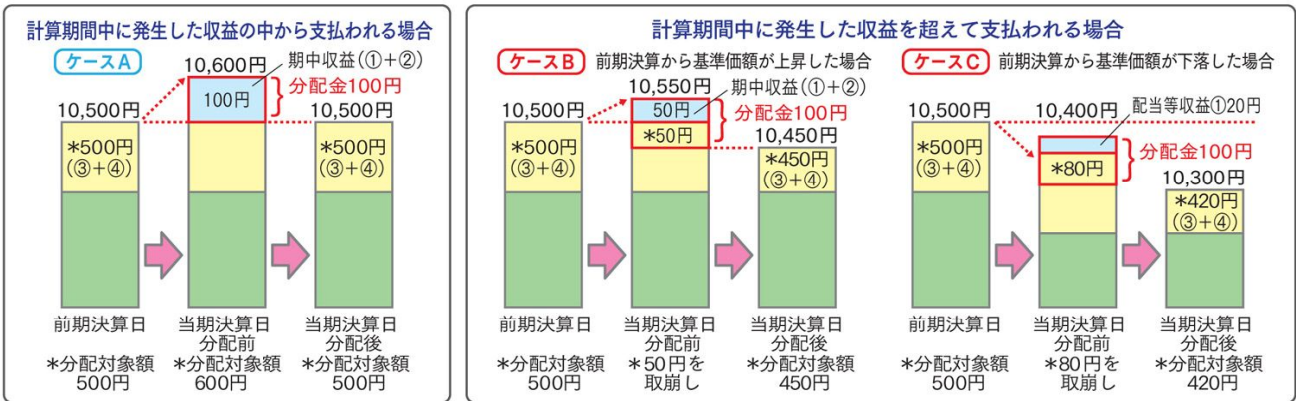 計算期間中に発生した収益の中から支払われる場合
ケースA
10,500円
*500円
(③+④)
前期決算日
*分配対象額
500円
10,600円
期中収益(①+②)
100円
分配金100円
当期決算日
分配前
*分配対象額
600円
10,500円
*500円
(③+④)
当期決算日
分配後
*分配対象額
500円
計算期間中に発生した収益を超えて支払われる場合
ケースB 前期決算から基準価額が上昇した場合
10,500円
*500円
(③+④)
前期決算日
*分配対象額
500円
10,550円
期中収益(①+②)
50円
*50円
分配金100円
当期決算日
分配前
*50円を
取崩し
10,450円
*450円
(③+④)
当期決算日
分配後
*分配対象額
450円
ケースC 前期決算から基準価額が下落した場合
10,500円
*500円
(③+④)
前期決算日
*分配対象額
500円
10,400円
配当等収益①20円
*80円
分配金100円
当期決算日
分配前
*80円を
取崩し
10,300円
*420円
(③+④)
当期決算日
分配後
*分配対象額
420円